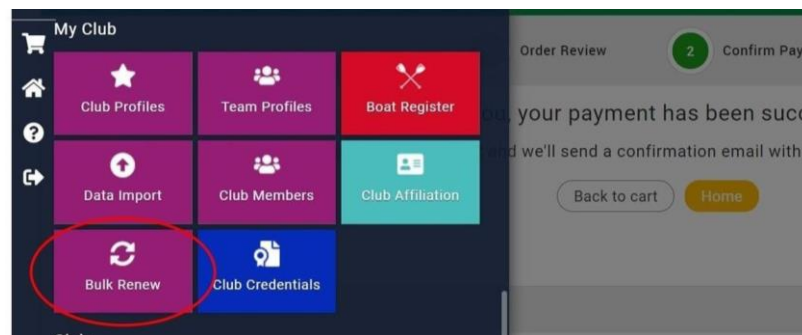 My Club
Club Profiles
Team Profiles
Boat Register
Data Import
Club Members
Club Affiliation
Bulk Renew
Club Credentials
Order Review
2
Confirm Pay
your payment has been succ
we'll send a confirmation email with
Back to cart
Home